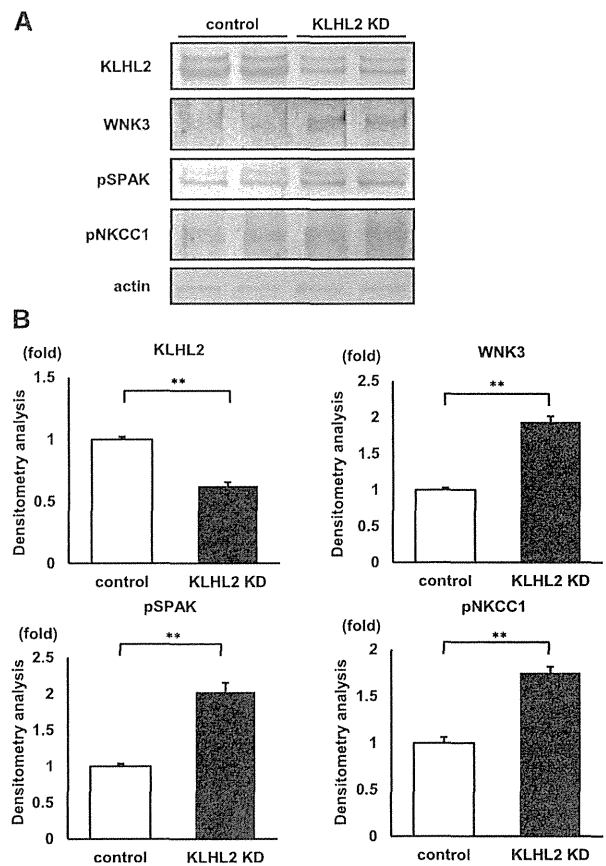 A
control KLHL2 KD
KLHL2
WNK3
pSPAK
pNKCC1
actin
B
KLHL2
(fold)
Densitometry analysis
1.5
1
0.5
0
**
control KLHL2 KD
WNK3
(fold)
Densitometry analysis
2.5
2
1.5
1
0.5
0
**
control KLHL2 KD
pSPAK
(fold)
Densitometry analysis
2.5
2
1.5
1
0.5
0
**
control KLHL2 KD
pNKCC1
(fold)
Densitometry analysis
2
1.5
1
0.5
0
**
control KLHL2 KD